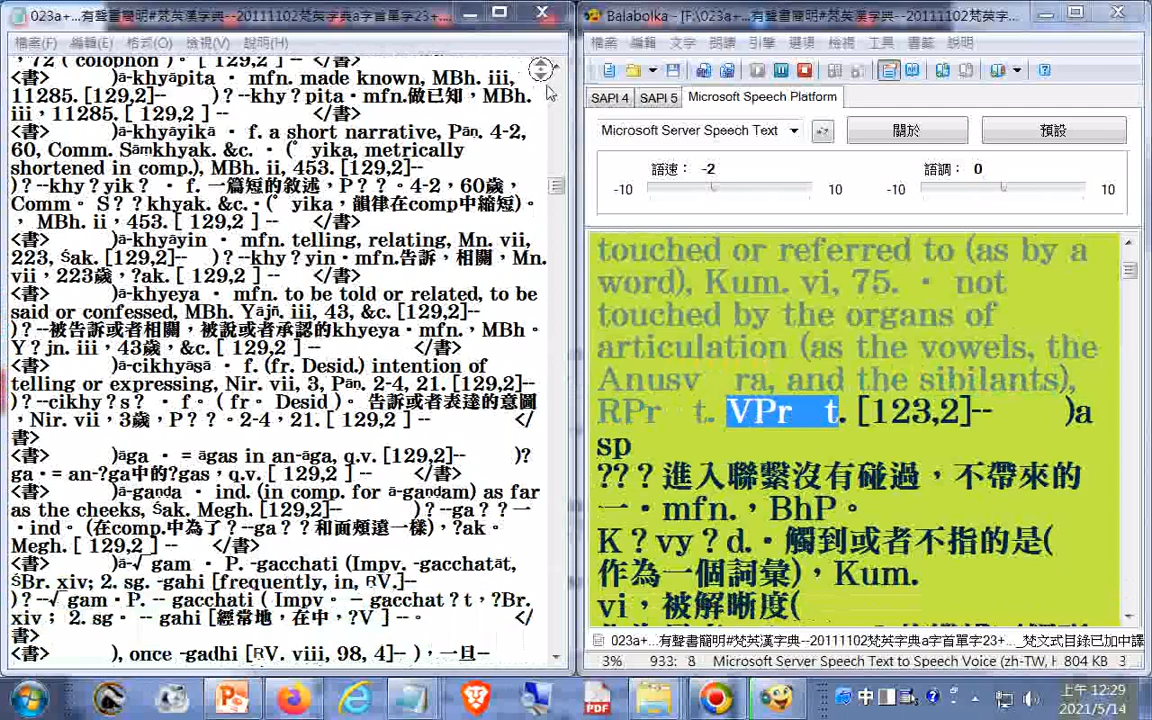 023a+...有聲書簡明#梵英漢字典--20111102梵英字典a字首單字23+...
檔案(F) 編輯(E) 格式(O) 檢視(V) 說明(H)
, 72 ( colophon )。 [ 129,2 ]--        </書>
<書>        )ā-khyāpita • mfn. made known, MBh. iii,
11285. [129,2]--        )? --khy ? pita • mfn.做已知，MBh.
iii，11285. [ 129,2 ]        </書>
<書>        )ā-khyāyikā • f. a short narrative, Pāṇ. 4-2,
60, Comm. Sāṃkhyak. &c. • (° yika, metrically
shortened in comp.), MBh. ii, 453. [129,2]--
)? --khy ? yik ? • f. 一篇短的敘述，P ? ? 。4-2，60歲，
Comm。 S ? ? khyak. &c. • (° yika，韻律在comp中縮短)。
， MBh. ii，453. [ 129,2 ] --        </書>
<書>        )ā-khyāyin • mfn. telling, relating, Mn. vii,
223, Śak. [129,2]--        )? --khy ? yin • mfn.告訴，相關，Mn.
vii，223歲，?ak. [ 129,2 ]        </書>
<書>        )ā-khyeya • mfn. to be told or related, to be
said or confessed, MBh. Yājñ. iii, 43, &c. [129,2]--
)? --被告訴或者相關，被說或者承認的khyeya • mfn.，MBh。
Y ? jn. iii，43歲，&c. [ 129,2 ]        </書>
<書>        )ā-cikhyāsā • f. (fr. Desid.) intention of
telling or expressing, Nir. vii, 3, Pāṇ. 2-4, 21. [129,2]--
)? --cikhy ? s ? • f。 ( fr。 Desid )。 告訴或者表達的意圖
，Nir. vii，3歲，P ? ? 。2-4，21. [ 129,2 ]        </
書>
<書>        )āga • = āgas in an-āga, q.v. [129,2]--        )?
ga • = an-?ga中的?gas，q.v. [ 129,2 ]        </書>
<書>        )ā-gaṇḍa • ind. (in comp. for ā-gaṇḍam) as far
as the cheeks, Śak. Megh. [129,2]--        )? --ga ? ? 一
• ind. (在comp.中為了 ? --ga ? ? 和面頰遠一樣)，?ak。
Megh. [ 129,2 ]        </書>
<書>        )ā-√ gam • P. -gacchati (Impv. -gacchatāt,
ŚBr. xiv; 2. sg. -gahi [frequently, in, RV.]--
)? --√ gam • P. -- gacchati ( Impv。 — gacchat ? t，?Br.
xiv； 2. sg • -- gahi [經常地，在中，?V ] --。        </
書>
<書>        ), once -gadhi [RV. viii, 98, 4]-- )，一旦--
Balabolka - [F:\023a+...有聲書簡明#梵英漢字典--20111102梵英字...
檔案 編輯 文字 朗讀 引擎 選項 檢視 工具 書籤 說明
SAPI 4 SAPI 5 Microsoft Speech Platform
Microsoft Server Speech Text 關於 預設
語速： -2 語調： 0
-10 10 -10 10
touched or referred to (as by a
word), Kum. vi, 75. • not
touched by the organs of
articulation (as the vowels, the
Anusv ra, and the sibilants),
RPr t. VPr t. [123,2]--        )a
sp
?? ? 進入聯繫沒有碰過，不帶來的
一 • mfn.，BhP。
K ? vy ? d. • 觸到或者不指的是(
作為一個詞彙)，Kum.
vi，被解晰度(
023a+...有聲書簡明#梵英漢字典--20111102梵英字典a字首單字23+..._梵文式目錄已加中譯
3% 933: 8 Microsoft Server Speech Text to Speech Voice (zh-TW, H 804 KB 3
PDF 中 上午 12:29
2021/5/14